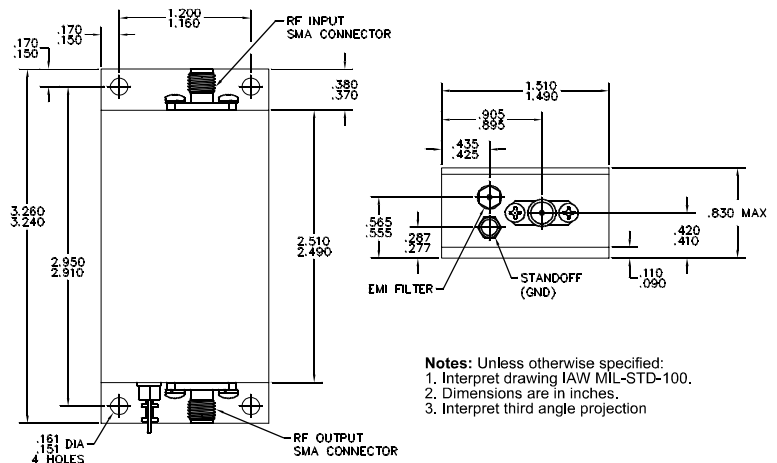 1.200
1.160
.170
.150
RF INPUT
SMA CONNECTOR
.170
.150
.380
.370
3.260
3.240
2.950
2.910
2.510
2.490
.161 DIA
.151
4 HOLES
RF OUTPUT
SMA CONNECTOR
1.510
1.490
.905
.895
.435
.425
.565
.555
.287
.277
.830 MAX
.420
.410
.110
.090
EMI FILTER
STANDOFF
(GND)
Notes: Unless otherwise specified:
1. Interpret drawing IAW MIL-STD-100.
2. Dimensions are in inches.
3. Interpret third angle projection